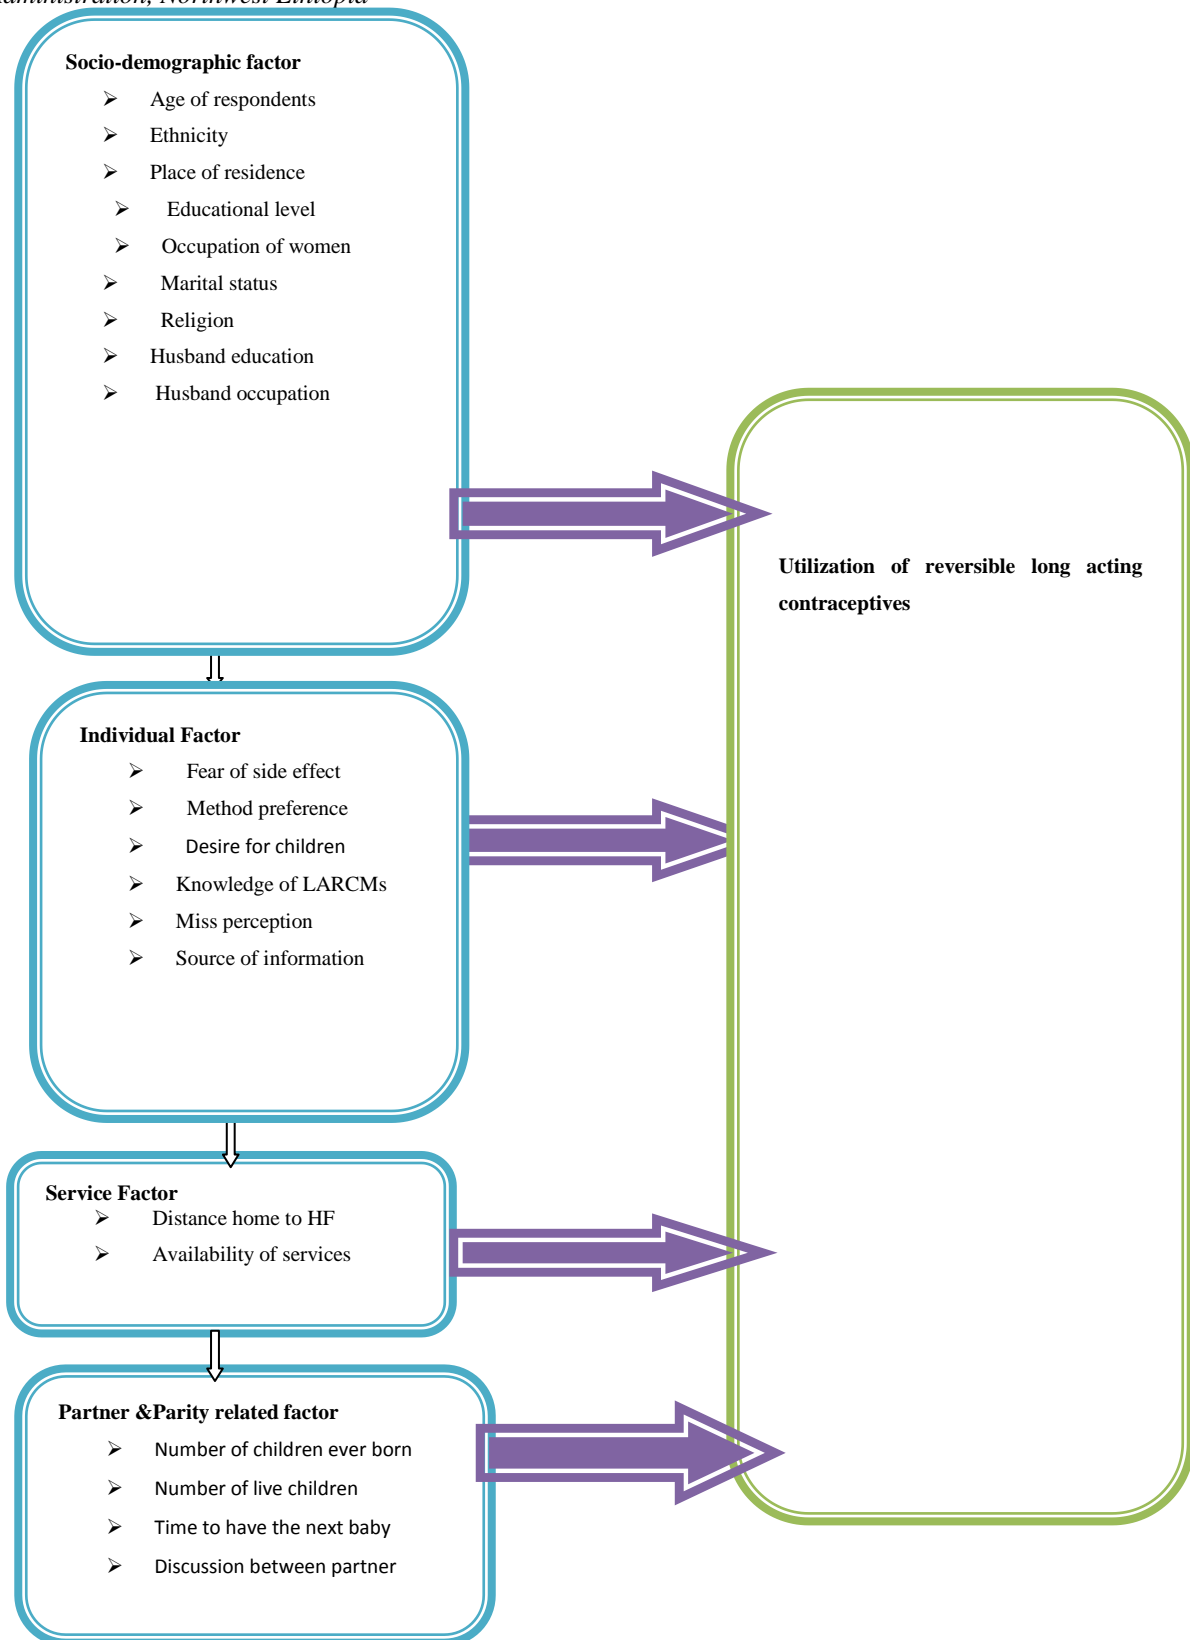 Administration, Northwest Ethiopia
Socio-demographic factor
➢ Age of respondents
➢ Ethnicity
➢ Place of residence
➢ Educational level
➢ Occupation of women
➢ Marital status
➢ Religion
➢ Husband education
➢ Husband occupation
Utilization of reversible long acting
contraceptives
Individual Factor
➢ Fear of side effect
➢ Method preference
➢ Desire for children
➢ Knowledge of LARCMs
➢ Miss perception
➢ Source of information
Service Factor
➢ Distance home to HF
➢ Availability of services
Partner &Parity related factor
➢ Number of children ever born
➢ Number of live children
➢ Time to have the next baby
➢ Discussion between partner